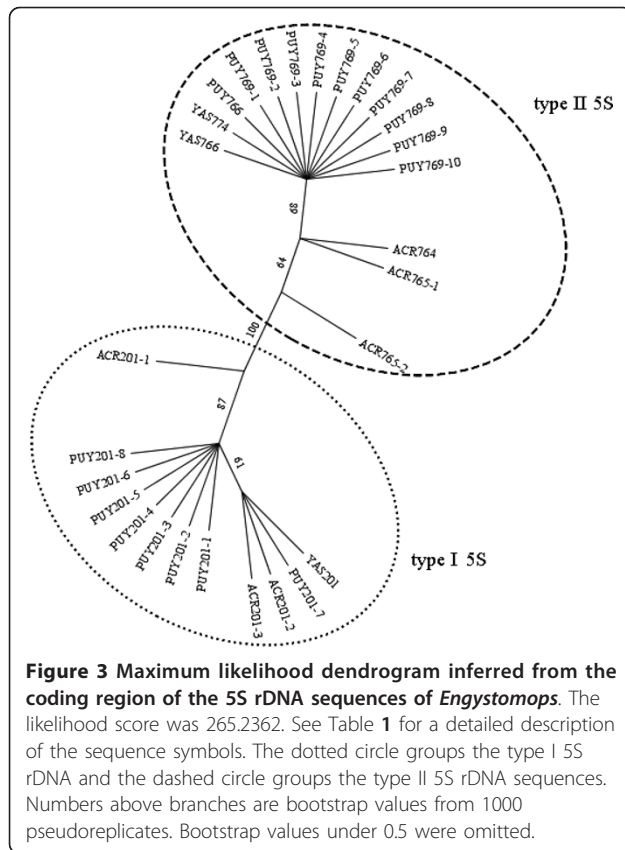 PUY769-4
PUY769-3
PUY769-5
PUY769-2
PUY769-6
PUY769-1
PUY769-7
PUY766
PUY769-8
YAS774
PUY769-9
YAS766
PUY769-10
type II 5S
68
ACR764
64
ACR765-1
100
ACR765-2
ACR201-1
87
PUY201-8
61
PUY201-6
PUY201-5
PUY201-4
PUY201-3
PUY201-2
PUY201-1
YAS201
PUY201-7
ACR201-2
ACR201-3
type I 5S
Figure 3 Maximum likelihood dendrogram inferred from the
coding region of the 5S rDNA sequences of Engystomops. The
likelihood score was 265.2362. See Table 1 for a detailed description
of the sequence symbols. The dotted circle groups the type I 5S
rDNA and the dashed circle groups the type II 5S rDNA sequences.
Numbers above branches are bootstrap values from 1000
pseudoreplicates. Bootstrap values under 0.5 were omitted.